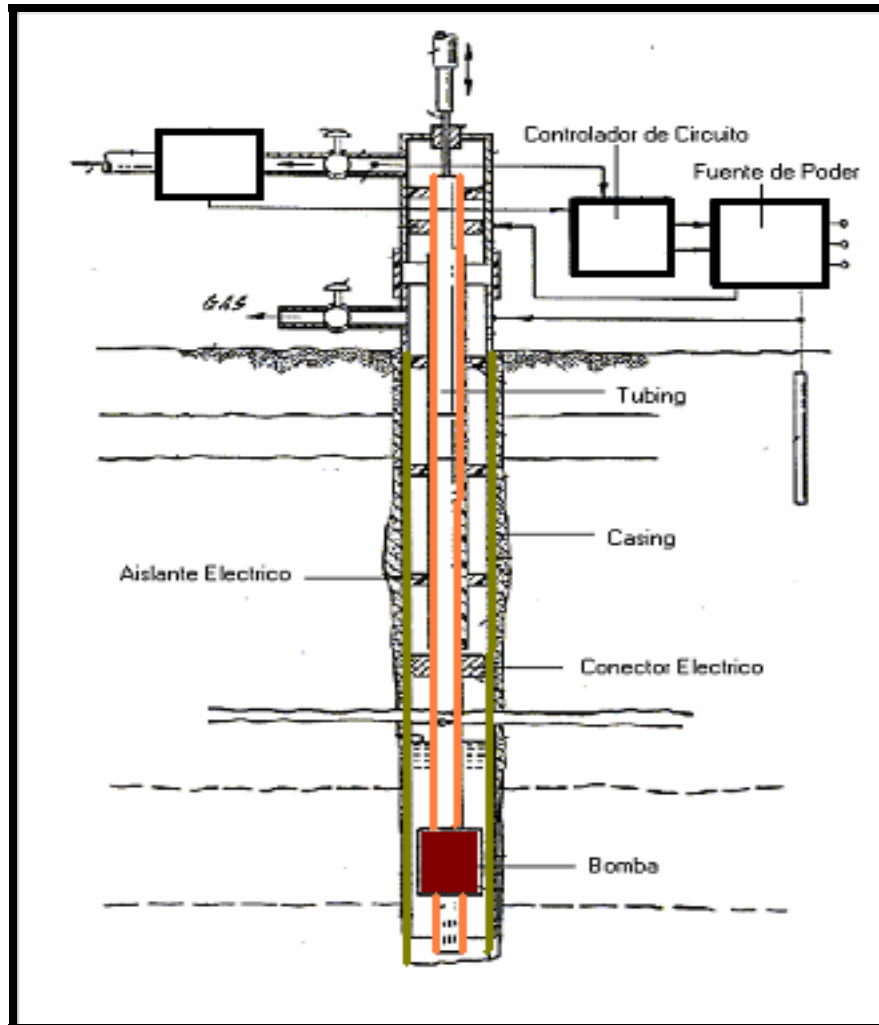 Controlador de Circuito
Fuente de Poder
GAS
Tubing
Casing
Aislante Electrico
Conector Electrico
Bomba